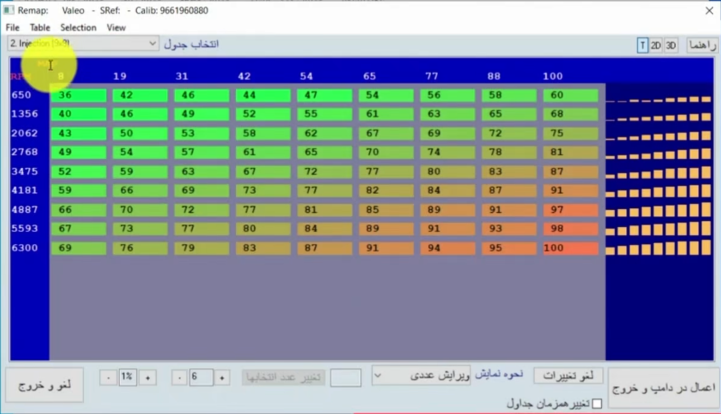 Remap: Valeo - SRef: - Calib: 9661960880
File Table Selection View
2. Injection [9x9] انتخاب جدول T 2D 3D راهنما
8 19 31 42 54 65 77 88 100
650 36 42 46 44 47 54 56 58 60
1356 40 46 49 52 55 61 63 65 68
2062 43 50 53 58 62 67 69 72 75
2768 49 54 57 61 65 70 74 78 81
3475 52 59 63 67 72 77 80 83 87
4181 59 66 69 73 77 82 84 87 91
4887 66 70 72 77 81 85 89 91 97
5593 67 73 77 80 84 89 91 93 98
6300 69 76 79 83 87 91 94 95 100
لغو و خروج - 1% + - 6 + تغییر عدد انتخابها ویرایش عددی نحوه نمایش لغو تغییرات اعمال در دامپ و خروج
تغییر همزمان جداول